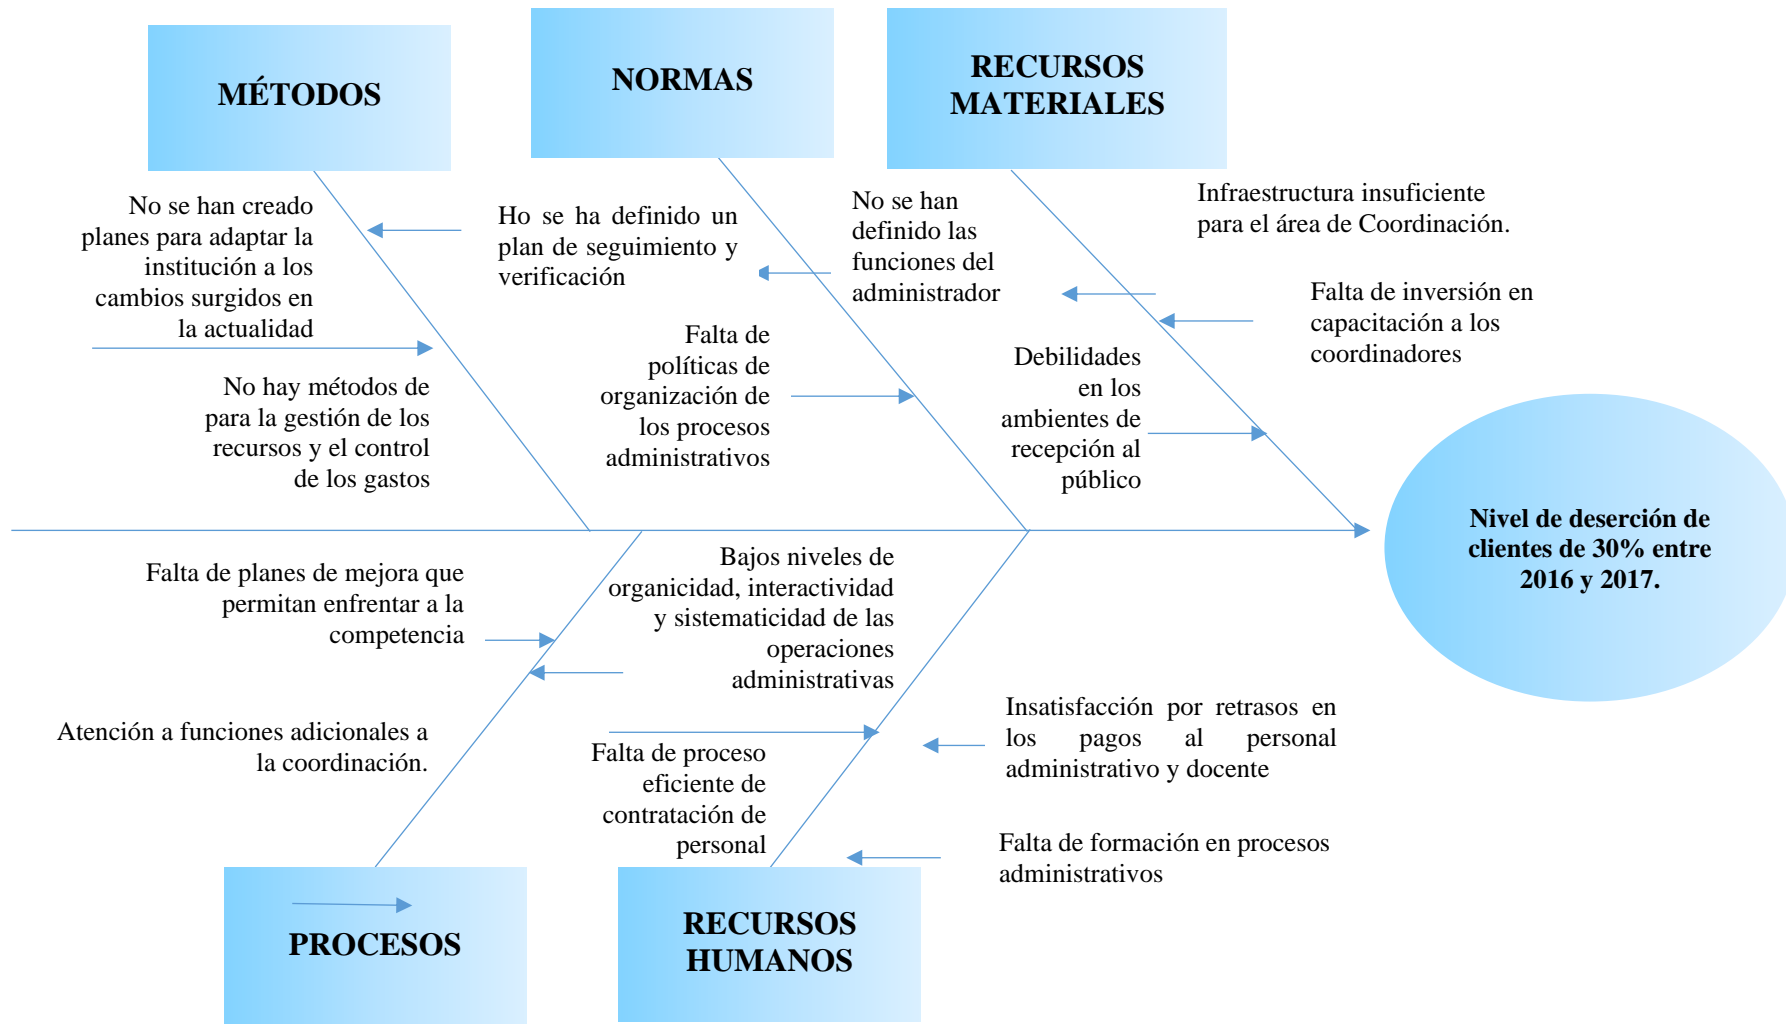 MÉTODOS
NORMAS
RECURSOS
MATERIALES
No se han creado
planes para adaptar la
institución a los
cambios surgidos en
la actualidad
Ho se ha definido un
plan de seguimiento y
verificación
No se han
definido las
funciones del
administrador
Infraestructura insuficiente
para el área de Coordinación.
Falta de inversión en
capacitación a los
coordinadores
No hay métodos de
para la gestión de los
recursos y el control
de los gastos
Falta de
políticas de
organización de
los procesos
administrativos
Debilidades
en los
ambientes de
recepción al
público
Nivel de deserción de
clientes de 30% entre
2016 y 2017.
Falta de planes de mejora que
permitan enfrentar a la
competencia
Bajos niveles de
organicidad, interactividad
y sistematicidad de las
operaciones
administrativas
Atención a funciones adicionales a
la coordinación.
Falta de proceso
eficiente de
contratación de
personal
Insatisfacción por retrasos en
los pagos al personal
administrativo y docente
Falta de formación en procesos
administrativos
PROCESOS
RECURSOS
HUMANOS